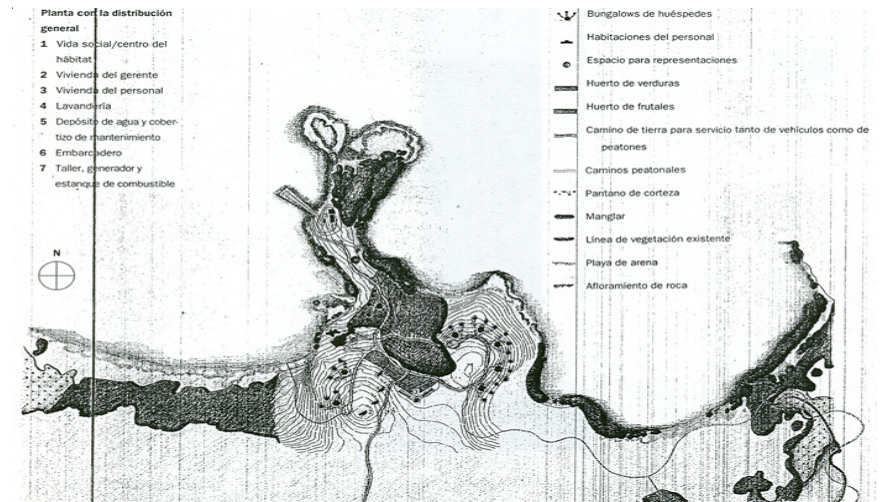 Planta con la distribución
general
1 Vida social/centro del
hábitat
2 Vivienda del gerente
3 Vivienda del personal
4 Lavandería
5 Depósito de agua y cober-
tizo de mantenimiento
6 Embarcadero
7 Taller, generador y
estanque de combustible
N
Bungalows de huéspedes
Habitaciones del personal
Espacio para representaciones
Huerto de verduras
Huerto de frutales
Camino de tierra para servicio tanto de vehículos como de
peatones
Caminos peatonales
Pantano de corteza
Manglar
Línea de vegetación existente
Playa de arena
Afloramiento de roca